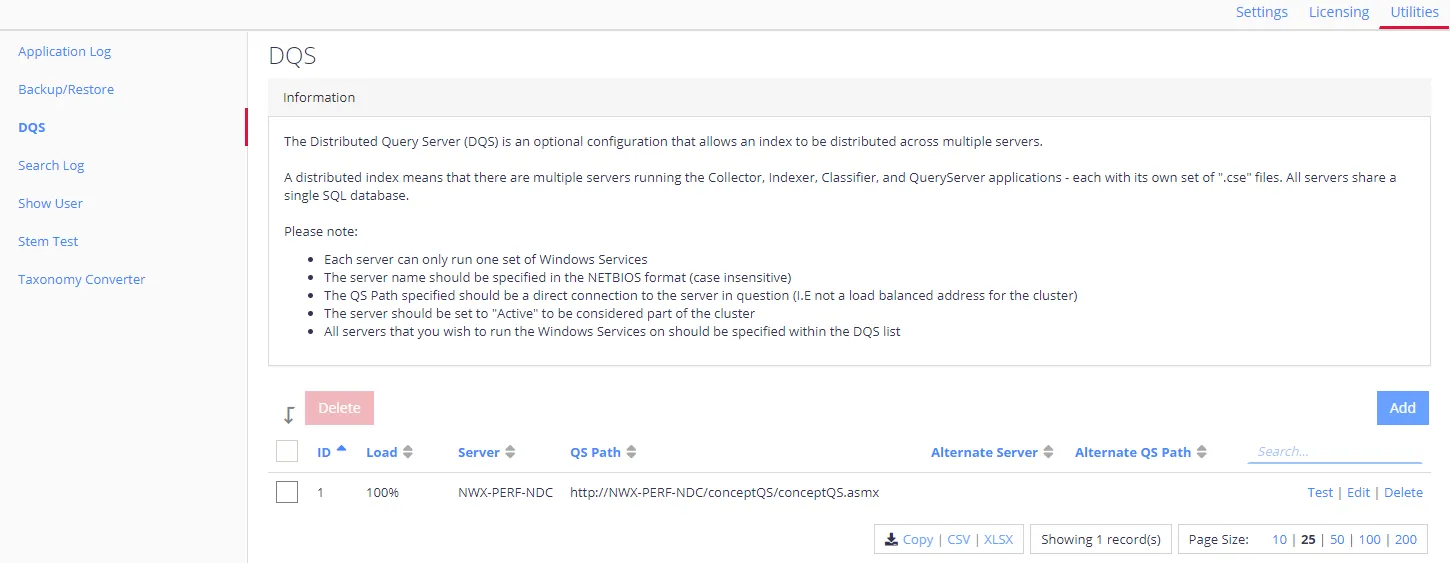 Settings Licensing Utilities
Application Log
Backup/Restore
DQS
Search Log
Show User
Stem Test
Taxonomy Converter
DQS
Information
The Distributed Query Server (DQS) is an optional configuration that allows an index to be distributed across multiple servers.
A distributed index means that there are multiple servers running the Collector, Indexer, Classifier, and QueryServer applications - each with its own set of ".cse" files. All servers share a
single SQL database.
Please note:
• Each server can only run one set of Windows Services
• The server name should be specified in the NETBIOS format (case insensitive)
• The QS Path specified should be a direct connection to the server in question (I.E not a load balanced address for the cluster)
• The server should be set to "Active" to be considered part of the cluster
• All servers that you wish to run the Windows Services on should be specified within the DQS list
Delete Add
ID Load Server QS Path Alternate Server Alternate QS Path Search...
1 100% NWX-PERF-NDC http://NWX-PERF-NDC/conceptQS/conceptQS.asmx Test | Edit | Delete
Copy | CSV | XLSX Showing 1 record(s) Page Size: 10 | 25 | 50 | 100 | 200